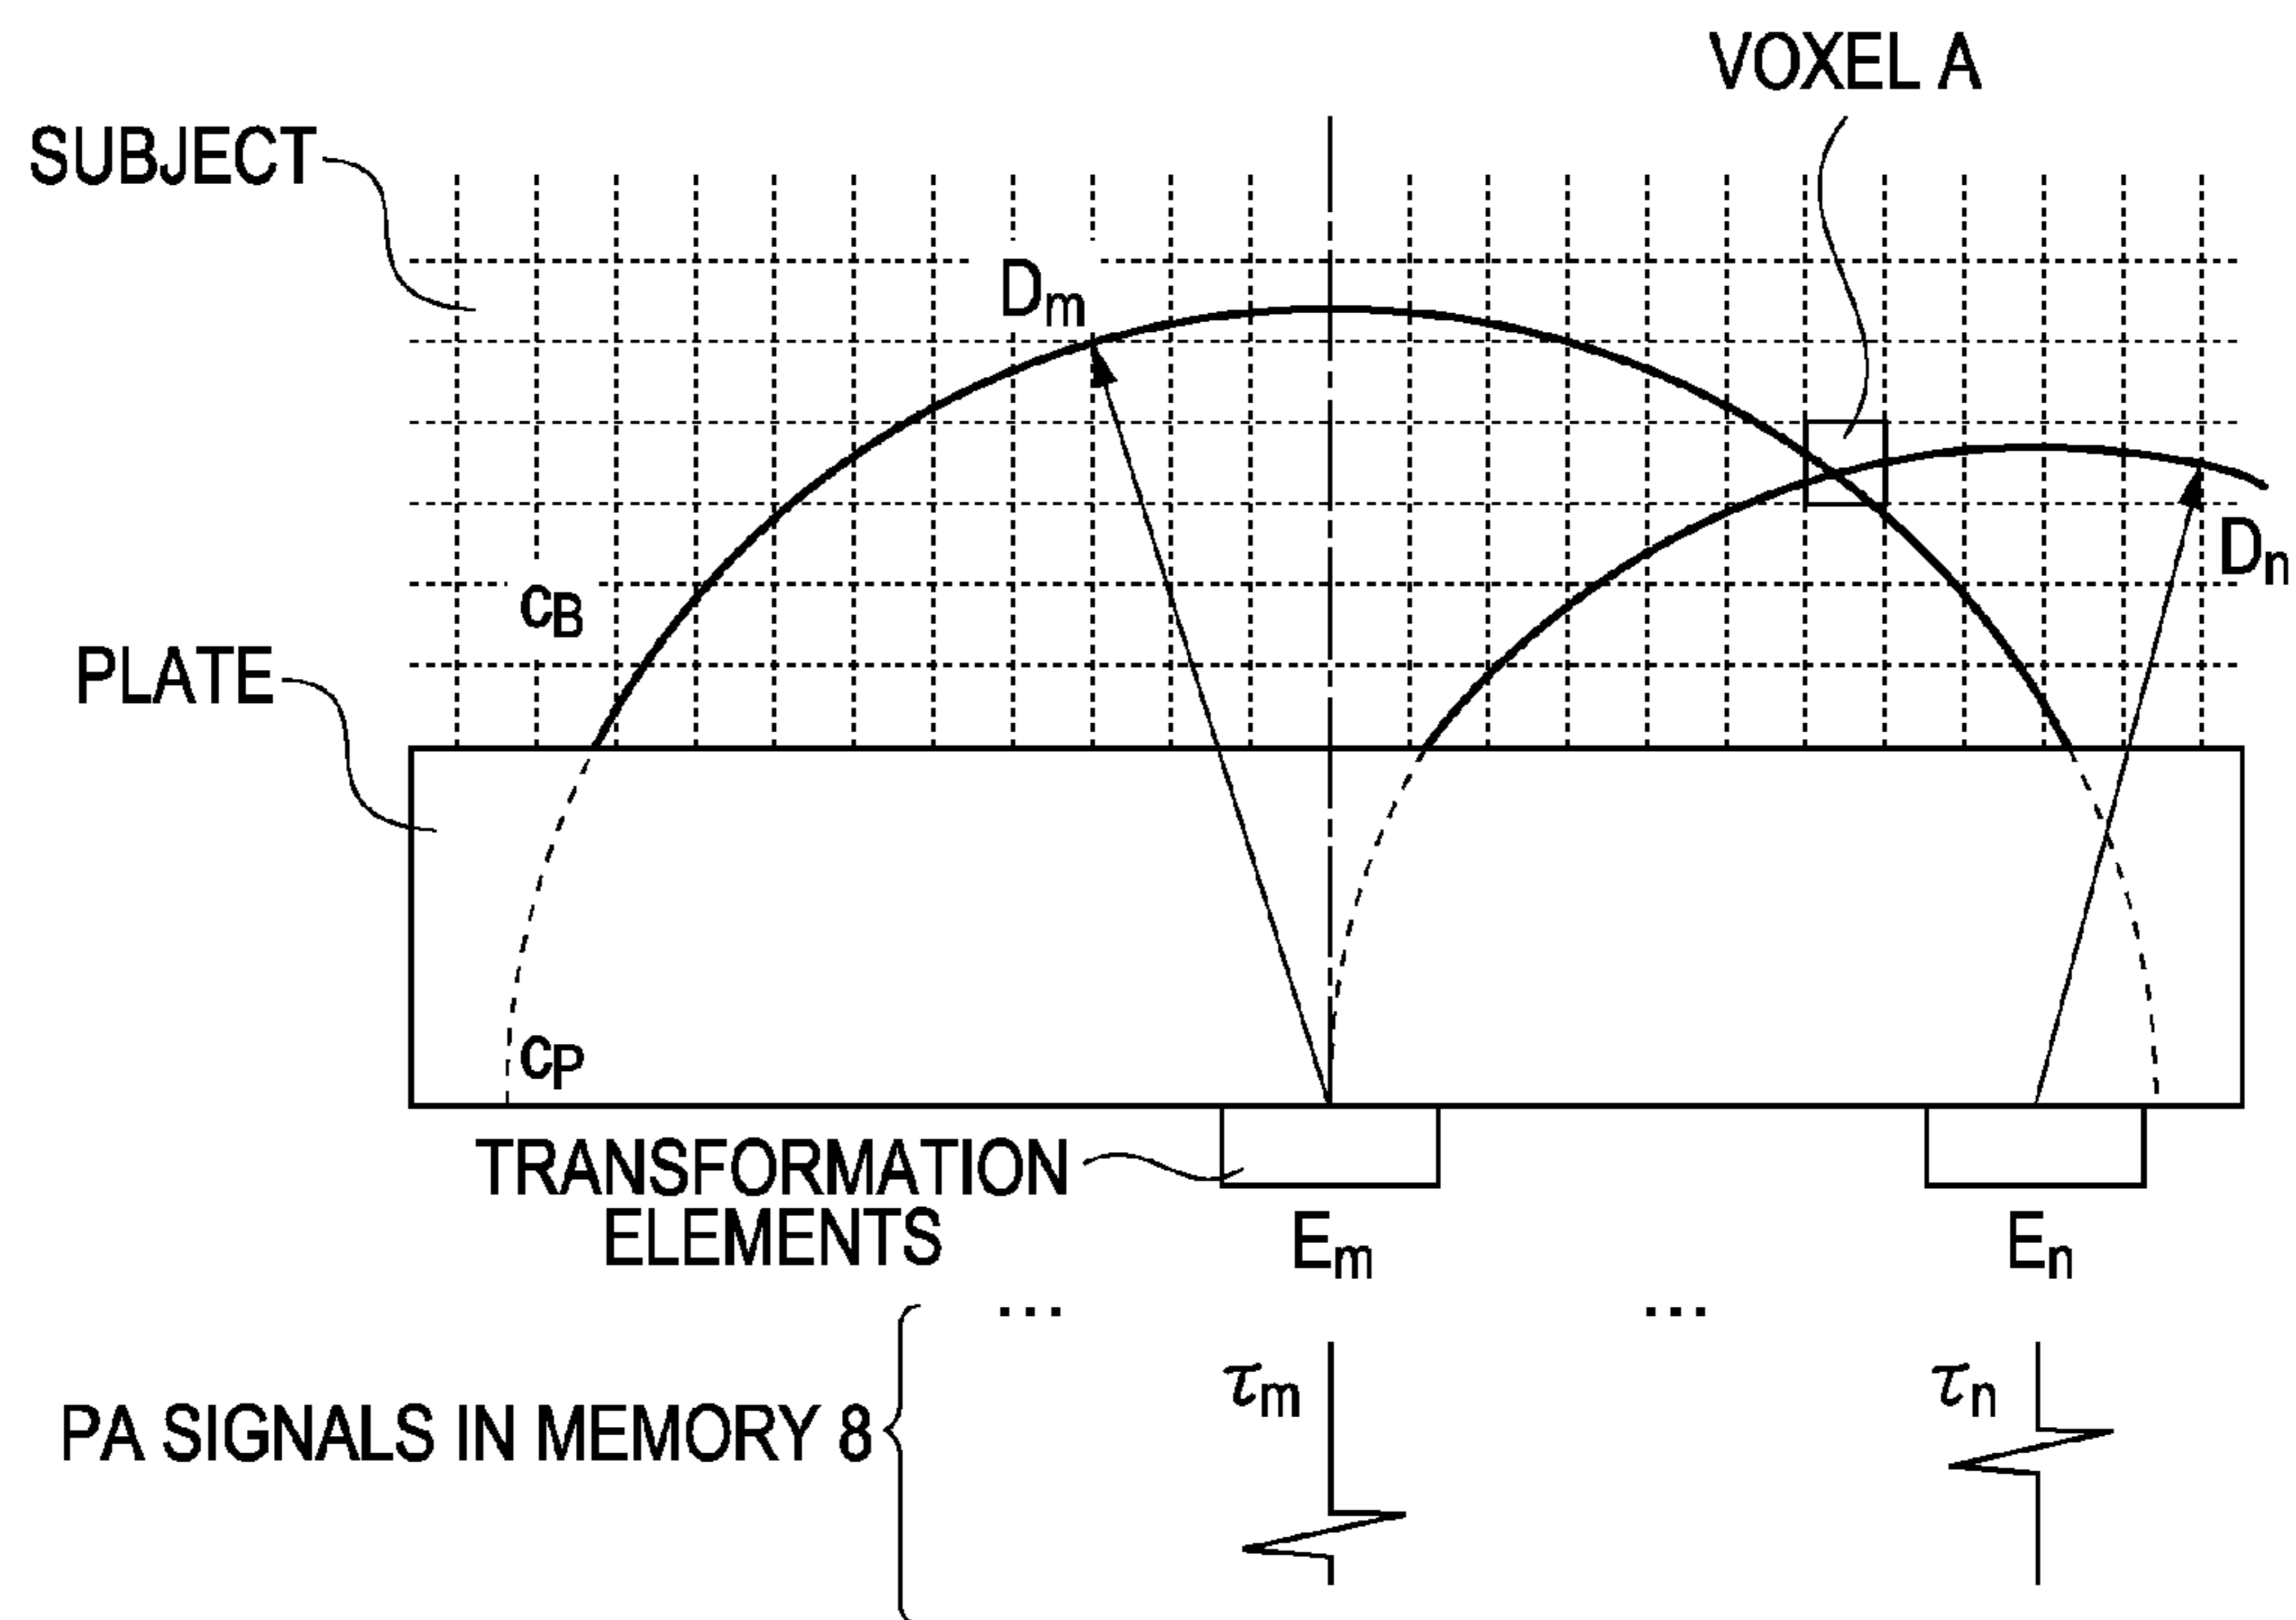 VOXEL A
SUBJECT
Dm
Dn
cB
PLATE
cP
TRANSFORMATION
ELEMENTS
Em
En
... ...
τm
τn
PA SIGNALS IN MEMORY 8